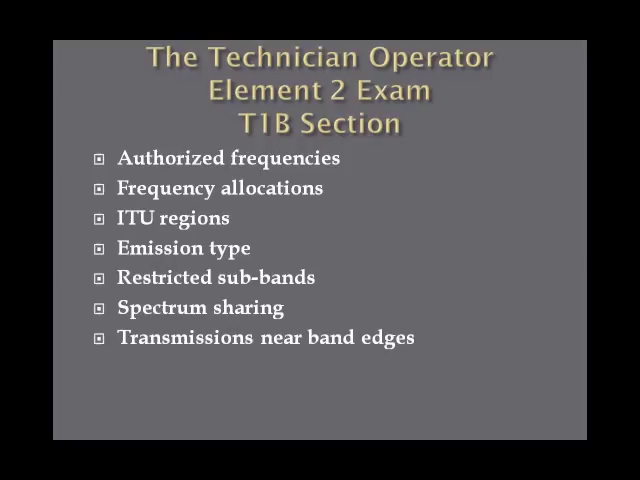 The Technician Operator
Element 2 Exam
T1B Section
Authorized frequencies
Frequency allocations
ITU regions
Emission type
Restricted sub-bands
Spectrum sharing
Transmissions near band edges